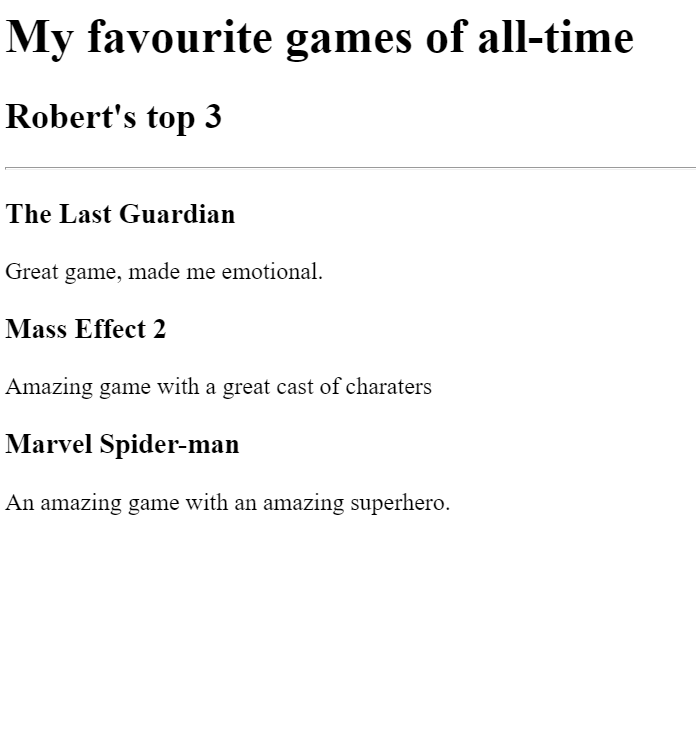 My favourite games of all-time
Robert's top 3
The Last Guardian
Great game, made me emotional.
Mass Effect 2
Amazing game with a great cast of charaters
Marvel Spider-man
An amazing game with an amazing superhero.